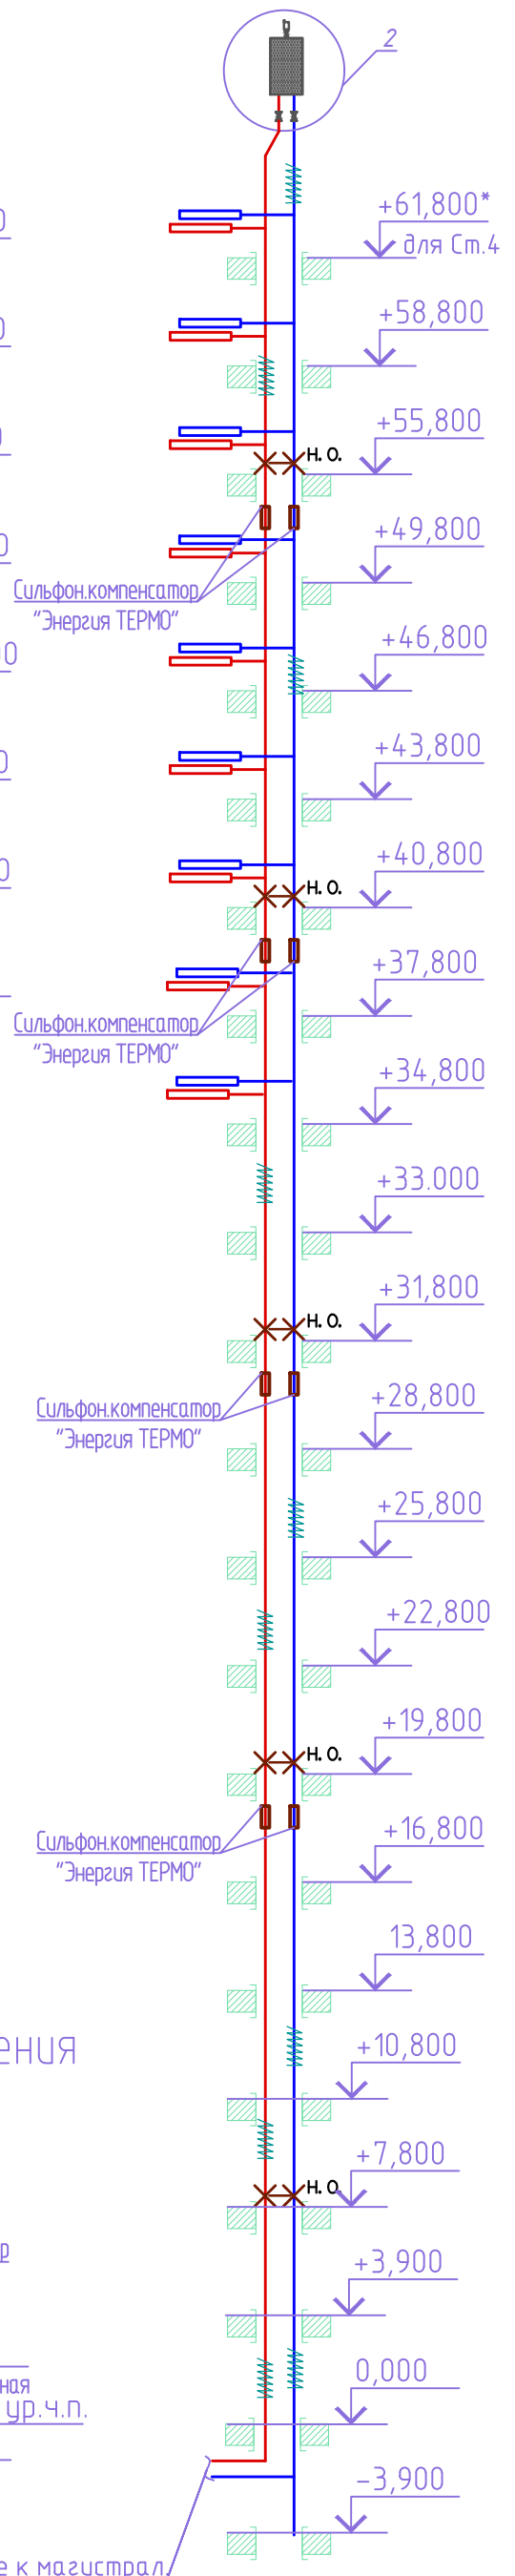 2
+61,800*
для Ст.4
+58,800
+55,800
Н. О.
+49,800
Сильфон.компенсатор
"Энергия ТЕРМО"
+46,800
+43,800
+40,800
Н. О.
+37,800
Сильфон.компенсатор
"Энергия ТЕРМО"
+34,800
+33.000
+31,800
Н. О.
+28,800
Сильфон.компенсатор
"Энергия ТЕРМО"
+25,800
+22,800
+19,800
Н. О.
+16,800
Сильфон.компенсатор
"Энергия ТЕРМО"
13,800
ения
+10,800
+7,800
Н. О.
+3,900
0,000
ная
ур.ч.п.
-3,900
е к магистрал.